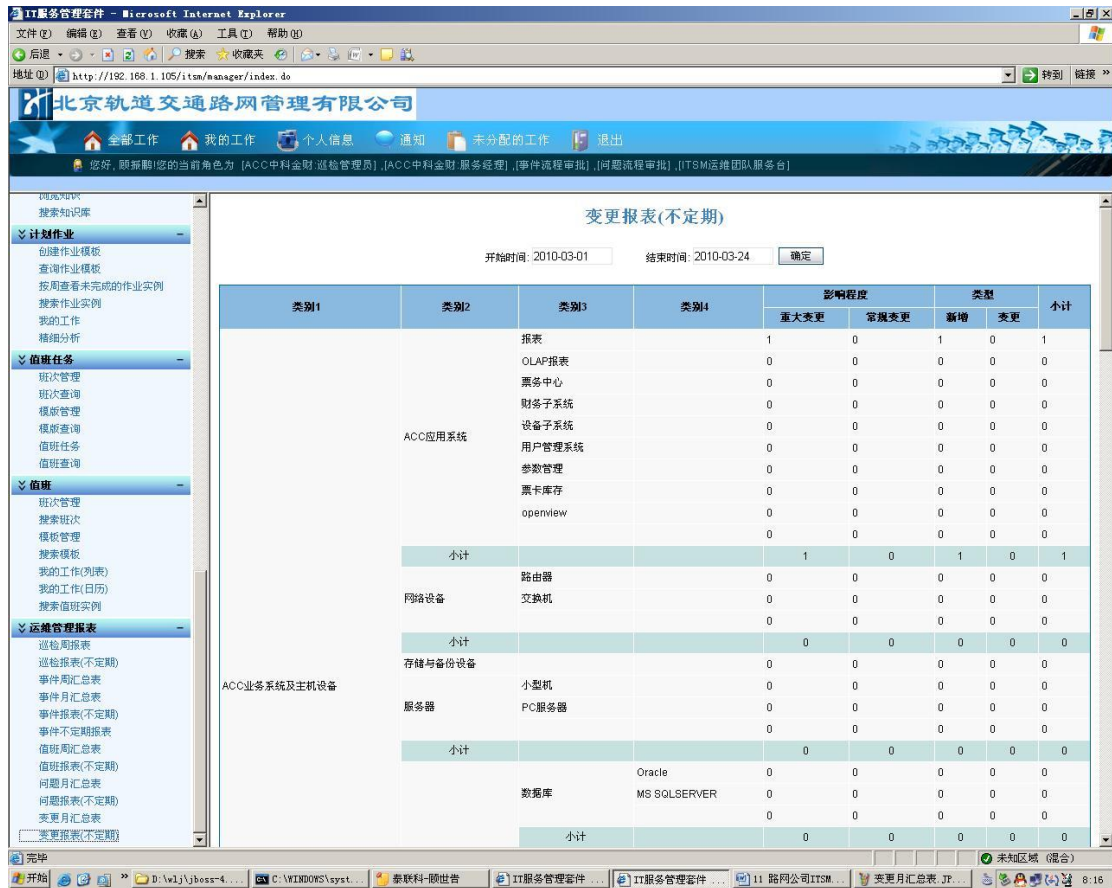 IT服务管理套件 - Microsoft Internet Explorer
文件(F) 编辑(E) 查看(V) 收藏(A) 工具(T) 帮助(H)
后退 搜索 收藏夹
地址(D) http://192.168.1.105/itsm/manager/index.do 转到 链接 »
北京轨道交通路网管理有限公司
全部工作 我的工作 个人信息 通知 未分配的工作 退出
您好,顾振鹏!您的当前角色为 [ACC中科金财:巡检管理员],[ACC中科金财:服务经理],[事件流程审批],[问题流程审批],[ITSM运维团队服务台]
浏览知识
搜索知识库
计划作业
创建作业模板
查询作业模板
按周查看未完成的作业实例
搜索作业实例
我的工作
精细分析
值班任务
班次管理
班次查询
模版管理
模版查询
值班任务
值班查询
值班
班次管理
搜索班次
模板管理
搜索模板
我的工作(列表)
我的工作(日历)
搜索值班实例
运维管理报表
巡检周报表
巡检报表(不定期)
事件周汇总表
事件月汇总表
事件报表(不定期)
事件不定期报表
值班周汇总表
值班报表(不定期)
问题月汇总表
问题报表(不定期)
变更月汇总表
变更报表(不定期)
变更报表(不定期)
开始时间: 2010-03-01 结束时间: 2010-03-24 确定
类别1 类别2 类别3 类别4 影响程度 类型 小计
重大变更 常规变更 新增 变更
ACC业务系统及主机设备
ACC应用系统
报表 1 0 1 0 1
OLAP报表 0 0 0 0 0
票务中心 0 0 0 0 0
财务子系统 0 0 0 0 0
设备子系统 0 0 0 0 0
用户管理系统 0 0 0 0 0
参数管理 0 0 0 0 0
票卡库存 0 0 0 0 0
openview 0 0 0 0 0
0 0 0 0 0
小计 1 0 1 0 1
网络设备
路由器 0 0 0 0 0
交换机 0 0 0 0 0
0 0 0 0 0
小计 0 0 0 0 0
存储与备份设备 0 0 0 0 0
服务器
小型机 0 0 0 0 0
PC服务器 0 0 0 0 0
0 0 0 0 0
小计 0 0 0 0 0
数据库
Oracle 0 0 0 0 0
MS SQLSERVER 0 0 0 0 0
0 0 0 0 0
小计 0 0 0 0 0
完毕 未知区域 (混合)
开始 » D:\wlj\jboss-4.... C:\WINDOWS\syst... 泰联科-顾世昔 IT服务管理套件 ... IT服务管理套件 ... 11 路网公司ITSM... 变更月汇总表.JP... 8:16